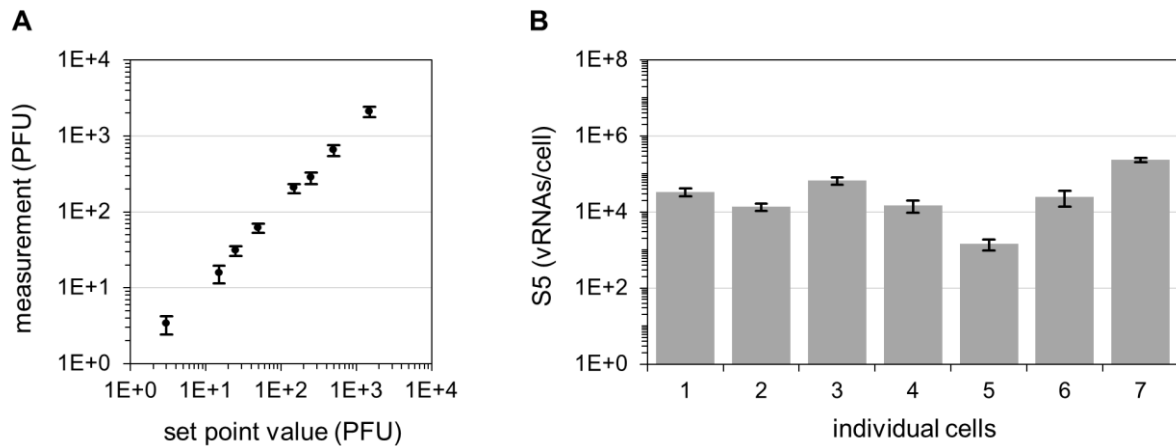 A
measurement (PFU)
1E+4
1E+3
1E+2
1E+1
1E+0
1E+0 1E+1 1E+2 1E+3 1E+4
set point value (PFU)
B
S5 (vRNAs/cell)
1E+8
1E+6
1E+4
1E+2
1E+0
1 2 3 4 5 6 7
individual cells